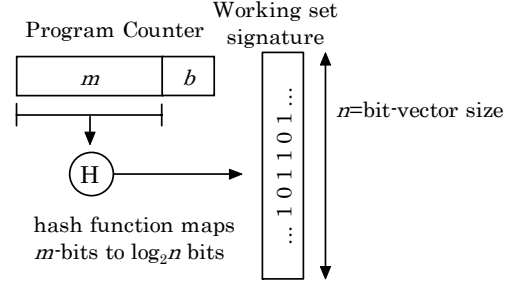 Working set
signature
Program Counter
m
b
n=bit-vector size
... 1 0 1 1 0 1 ...
H
hash function maps
m-bits to log₂n bits